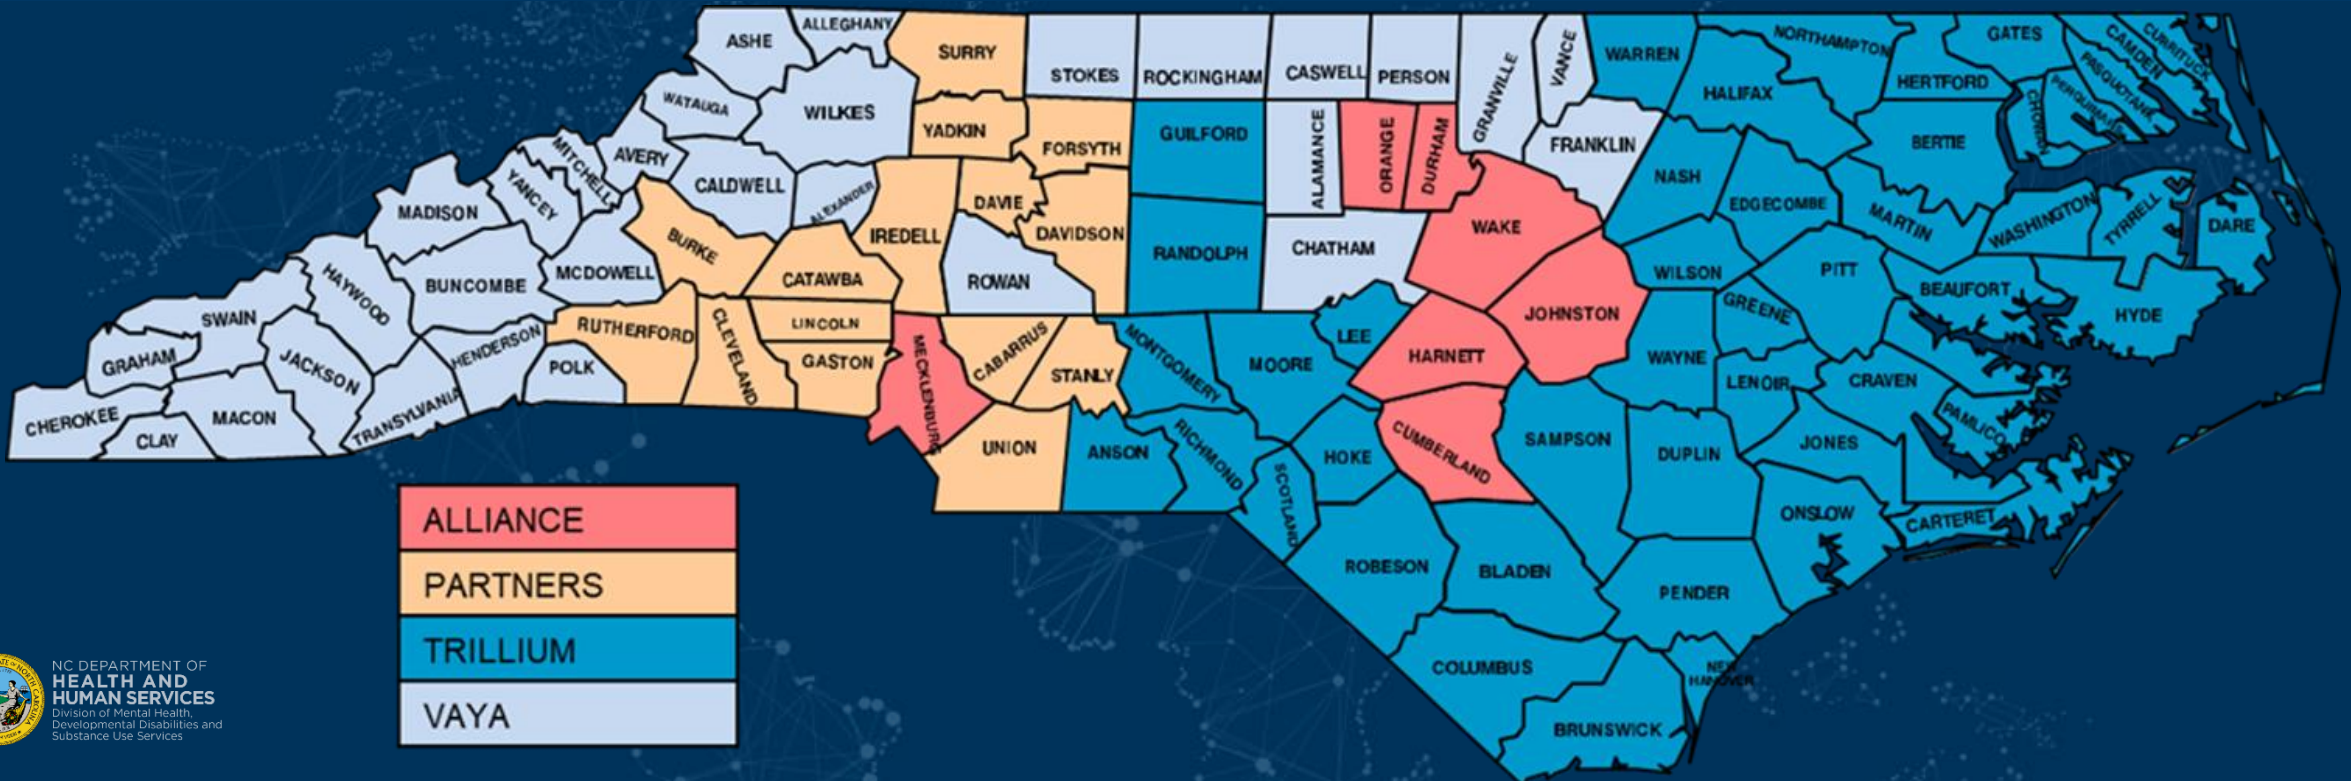 ALLEGHANY
ASHE
SURRY
STOKES
ROCKINGHAM
CASWELL
PERSON
GRANVILLE
VANCE
WARREN
NORTHAMPTON
GATES
CAMDEN
CURRITUCK
HERTFORD
PASQUOTANK
PERQUIMANS
CHOWAN
HALIFAX
WATAUGA
WILKES
YADKIN
FORSYTH
GUILFORD
ALAMANCE
ORANGE
DURHAM
FRANKLIN
BERTIE
MITCHELL
AVERY
YANCEY
CALDWELL
ALEXANDER
NASH
MADISON
DAVIE
EDGECOMBE
MARTIN
WASHINGTON
TYRRELL
DARE
BURKE
IREDELL
DAVIDSON
RANDOLPH
CHATHAM
WAKE
HAYWOOD
BUNCOMBE
MCDOWELL
CATAWBA
ROWAN
WILSON
PITT
BEAUFORT
HYDE
SWAIN
GRAHAM
JACKSON
HENDERSON
RUTHERFORD
CLEVELAND
LINCOLN
GASTON
MECKLENBURG
CABARRUS
STANLY
MONTGOMERY
MOORE
LEE
HARNETT
JOHNSTON
GREENE
WAYNE
LENOIR
CRAVEN
PAMLICO
POLK
CHEROKEE
CLAY
MACON
TRANSYLVANIA
UNION
ANSON
RICHMOND
SCOTLAND
HOKE
CUMBERLAND
SAMPSON
DUPLIN
JONES
ONSLOW
CARTERET
ROBESON
BLADEN
PENDER
COLUMBUS
NEW
HANOVER
BRUNSWICK
ALLIANCE
PARTNERS
TRILLIUM
VAYA
NC DEPARTMENT OF
HEALTH AND
HUMAN SERVICES
Division of Mental Health,
Developmental Disabilities and
Substance Use Services